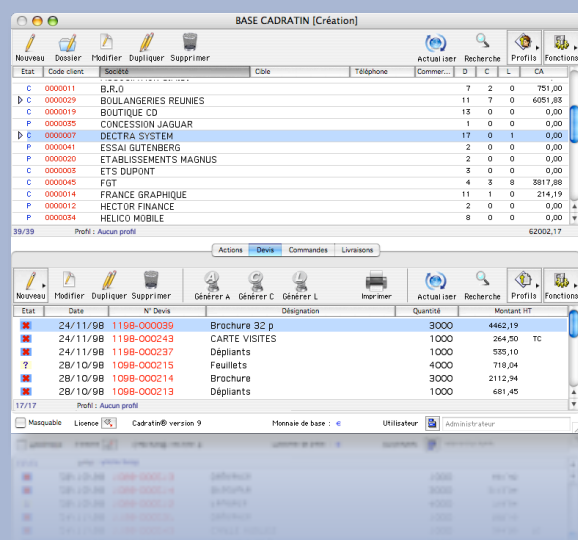 BASE CADRATIN [Création]
Nouveau Dossier Modifier Dupliquer Supprimer Actualiser Recherche Profils Fonctions
Etat Code client Société Cible Téléphone Commer... D C L CA
C 0000011 B.R.O 7 2 0 751,00
C 0000029 BOULANGERIES REUNIES 11 7 0 6051,83
C 0000019 BOUTIQUE CD 13 0 0 0,00
P 0000035 CONCESSION JAGUAR 1 0 0 0,00
C 0000007 DECTRA SYSTEM 17 0 1 0,00
P 0000041 ESSAI GUTENBERG 2 0 0 0,00
P 0000020 ETABLISSEMENTS MAGNUS 2 0 0 0,00
C 0000003 ETS DUPONT 3 0 0 0,00
C 0000045 FGT 4 3 8 3817,88
C 0000014 FRANCE GRAPHIQUE 11 1 0 214,19
P 0000012 HECTOR FINANCE 2 0 0 0,00
P 0000034 HELICO MOBILE 8 0 0 0,00
39/39 Profil : Aucun profil 62002,17
Actions Devis Commandes Livraisons
Nouveau Modifier Dupliquer Supprimer Générer A Générer C Générer L Imprimer Actualiser Recherche Profils Fonctions
Etat Date N° Devis Désignation Quantité Montant HT
24/11/98 1198-000039 Brochure 32 p 3000 4462,19
24/11/98 1198-000243 CARTE VISITES 1000 264,50 TC
24/11/98 1198-000237 Dépliants 1000 535,10
? 28/10/98 1098-000215 Feuillets 4000 718,04
28/10/98 1098-000214 Brochure 3000 2112,94
28/10/98 1098-000213 Dépliants 1000 681,45
17/17 Profil : Aucun profil
Masquable Licence Cadratin® version 9 Monnaie de base : € Utilisateur Administrateur